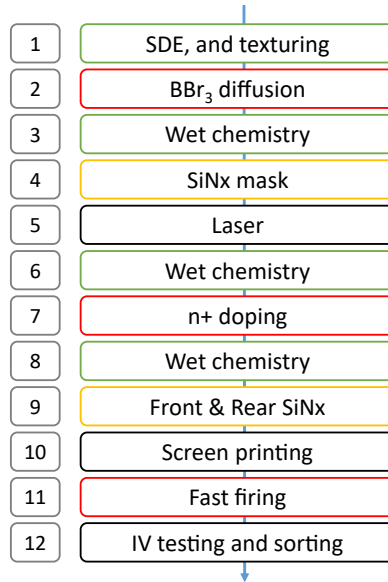 1 SDE, and texturing
2 BBr₃ diffusion
3 Wet chemistry
4 SiNx mask
5 Laser
6 Wet chemistry
7 n+ doping
8 Wet chemistry
9 Front & Rear SiNx
10 Screen printing
11 Fast firing
12 IV testing and sorting